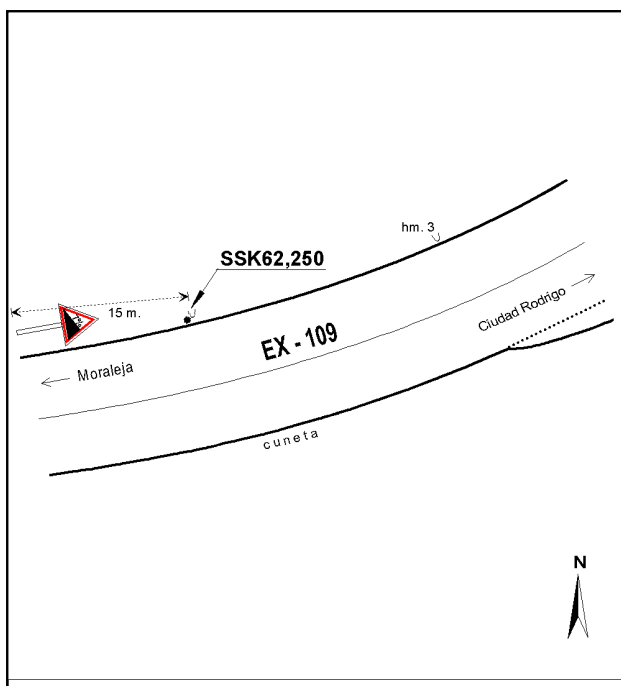 hm. 3
SSK62,250
15 m.
Ciudad Rodrigo
EX - 109
Moraleja
cuneta
N